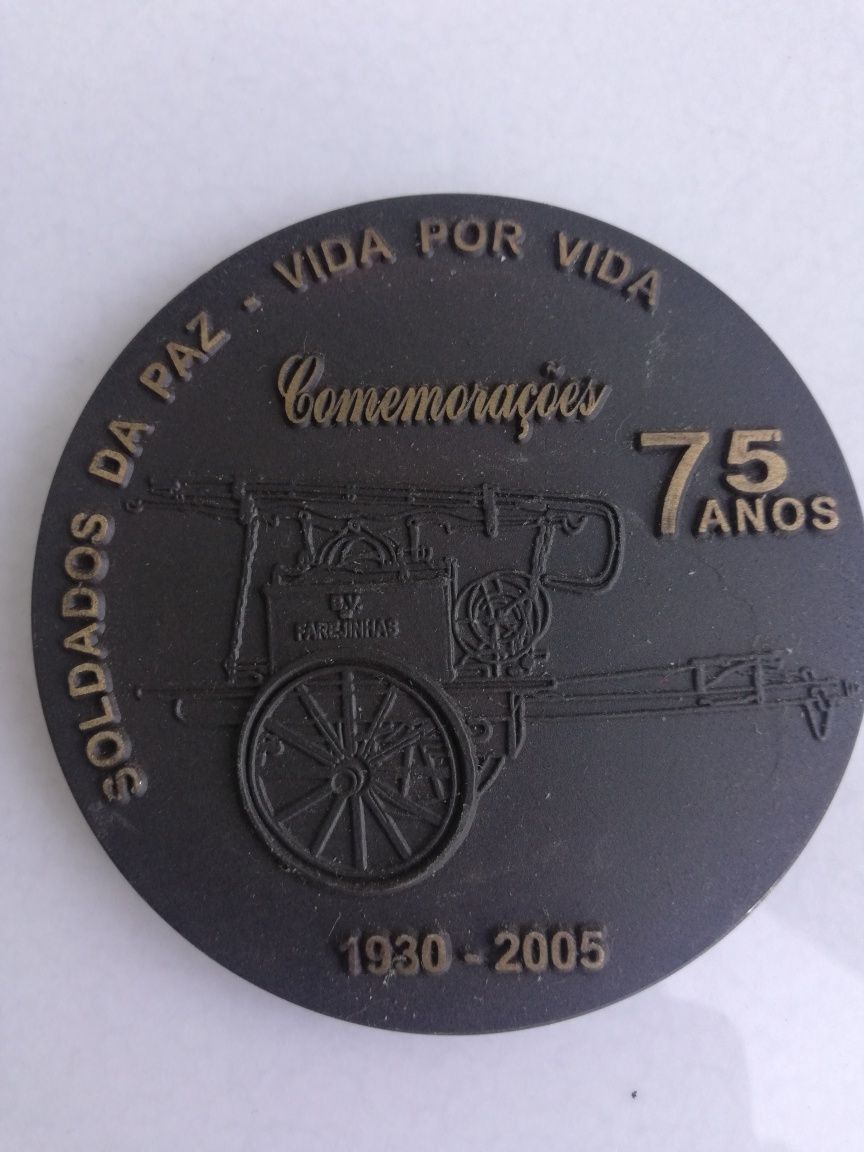 SOLDADOS DA PAZ - VIDA POR VIDA
Comemorações
75
ANOS
B.V.
FAREJINHAS
1930 - 2005